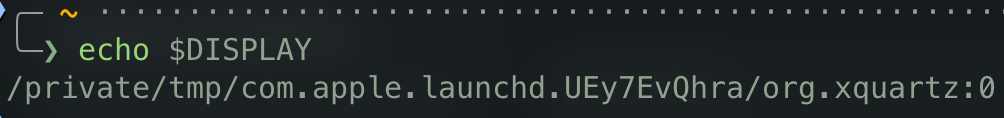 ~
❯ echo $DISPLAY
/private/tmp/com.apple.launchd.UEy7EvQhra/org.xquartz:0